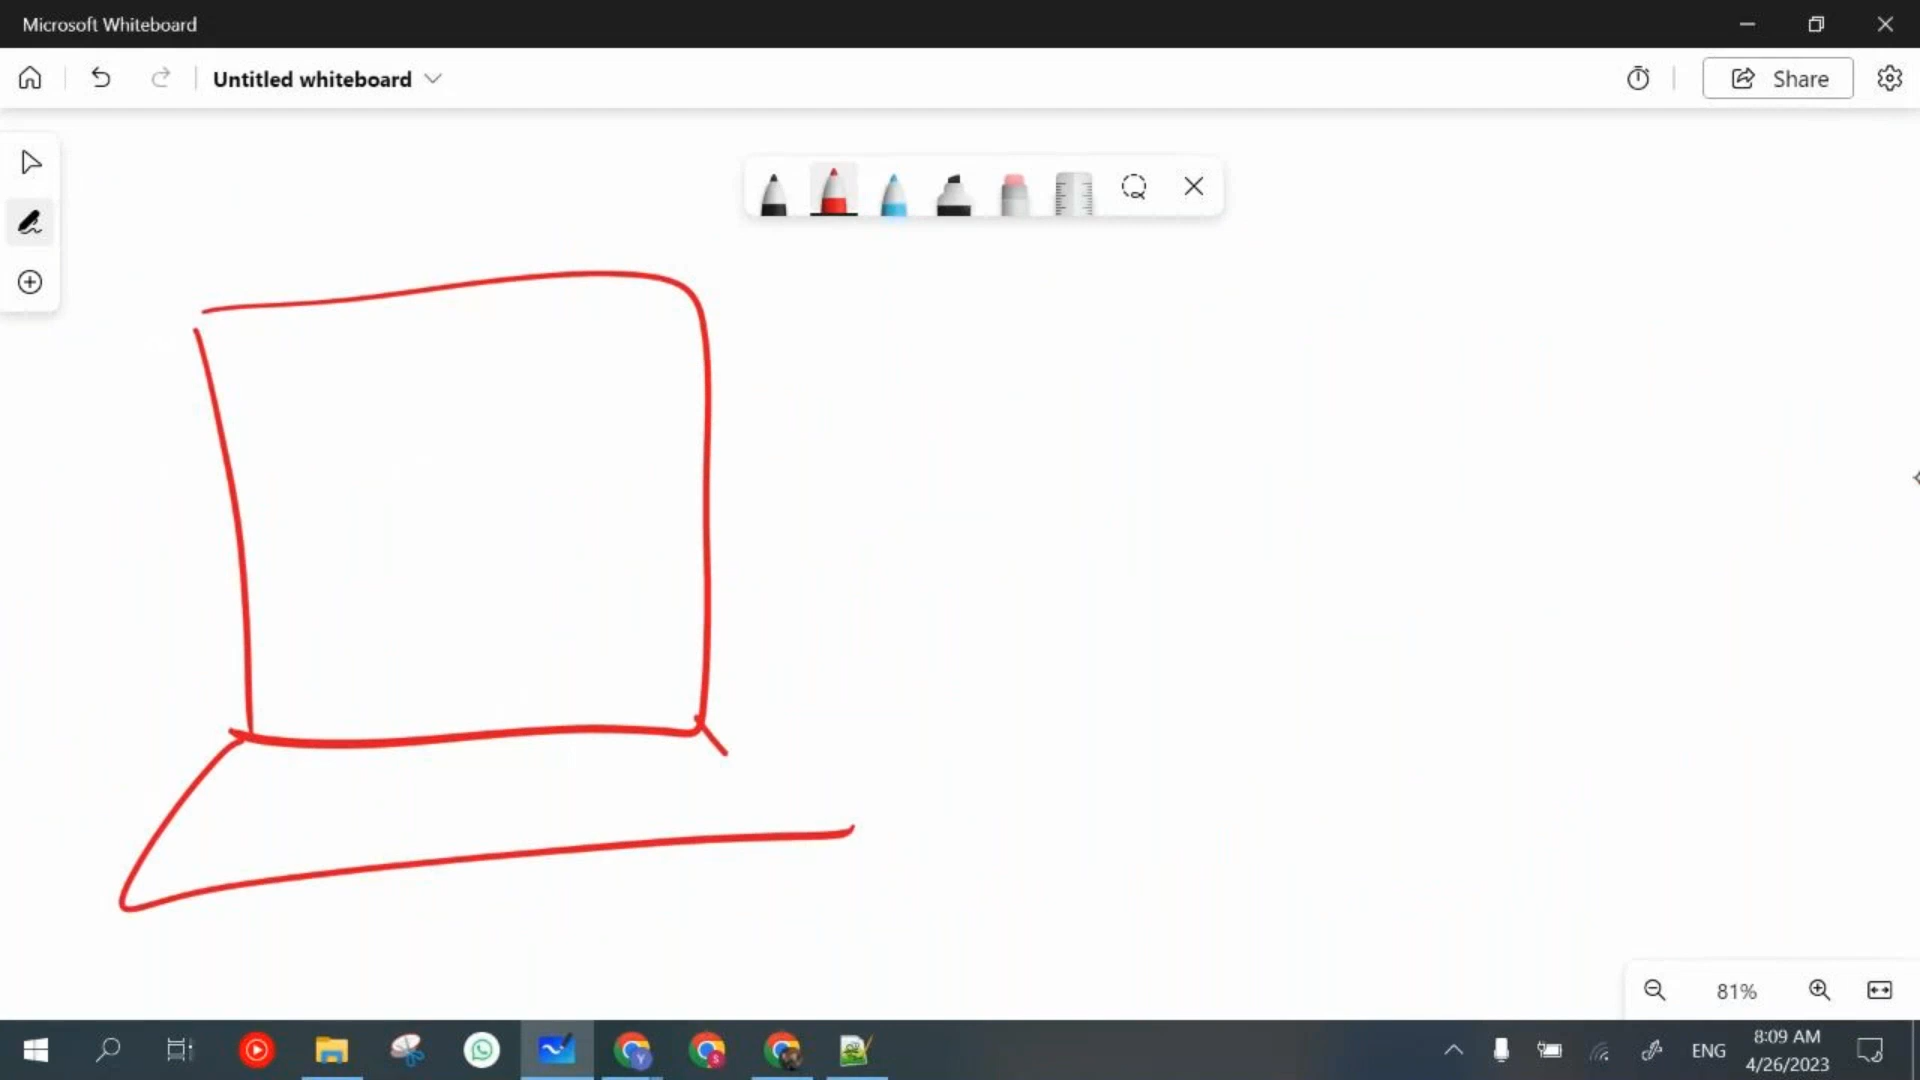 Microsoft Whiteboard
Untitled whiteboard
Share
81%
Y
S
ENG
8:09 AM
4/26/2023